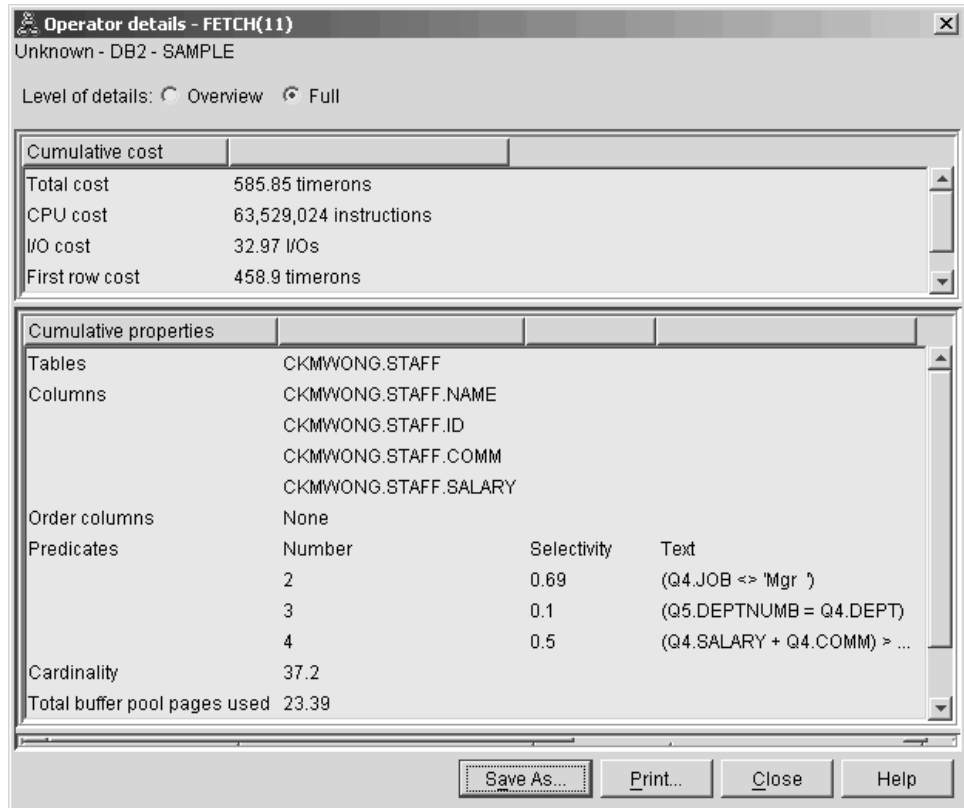 Operator details - FETCH(11)
Unknown - DB2 - SAMPLE
Level of details: Overview Full
Cumulative cost
Total cost 585.85 timerons
CPU cost 63,529,024 instructions
I/O cost 32.97 I/Os
First row cost 458.9 timerons
Cumulative properties
Tables CKMWONG.STAFF
Columns CKMWONG.STAFF.NAME
CKMWONG.STAFF.ID
CKMWONG.STAFF.COMM
CKMWONG.STAFF.SALARY
Order columns None
Predicates Number Selectivity Text
2 0.69 (Q4.JOB <> 'Mgr ')
3 0.1 (Q5.DEPTNUMB = Q4.DEPT)
4 0.5 (Q4.SALARY + Q4.COMM) > ...
Cardinality 37.2
Total buffer pool pages used 23.39
Save As... Print... Close Help